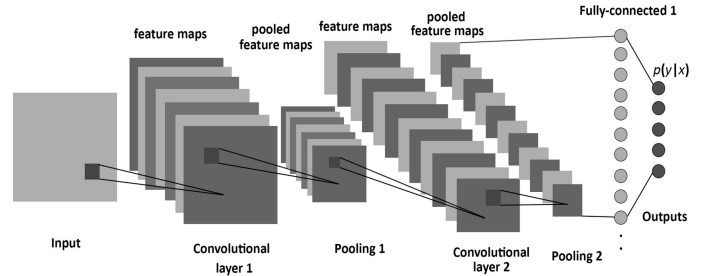 Fully-connected 1
pooled
feature maps
feature maps
pooled
feature maps
feature maps
p(y|x)
Input
Convolutional
layer 1
Pooling 1
Convolutional
layer 2
Pooling 2
Outputs